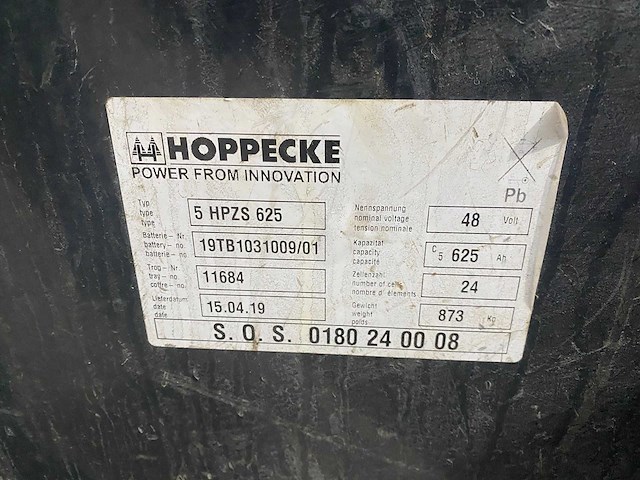 HOPPECKE
POWER FROM INNOVATION
Pb
Typ
type
type
5 HPZS 625
Batterie-Nr.
battery-no.
batterie-no
19TB1031009/01
Trog-Nr.
tray-no.
coffre-no.
11684
Lieferdatum
date
date
15.04.19
Nennspannung
nominal voltage
tension nominale
48 Volt
Kapazität
capacity
capacité
C5 625 Ah
Zellenzahl
number of cells
nombre d'éléments
24
Gewicht
weight
poids
873 Kg
S. O. S. 0180 24 00 08